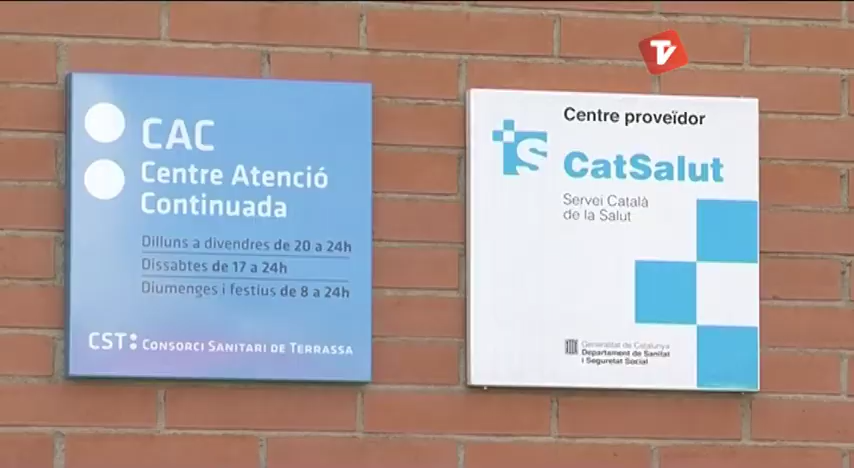 TV
CAC
Centre Atenció
Continuada
Dilluns a divendres de 20 a 24h
Dissabtes de 17 a 24h
Diumenges i festius de 8 a 24h
CST: CONSORCI SANITARI DE TERRASSA
Centre proveïdor
is
CatSalut
Servei Català
de la Salut
Generalitat de Catalunya
Departament de Sanitat
i Seguretat Social